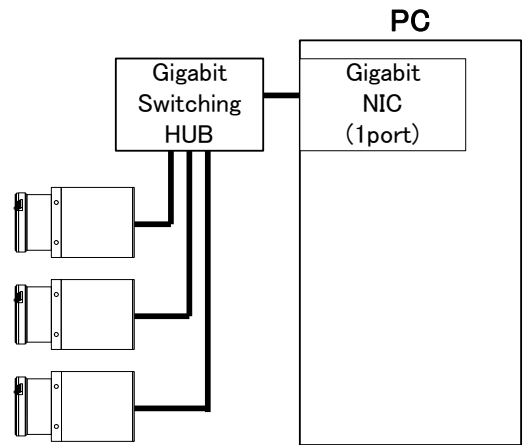 PC
Gigabit
Switching
HUB
Gigabit
NIC
(1port)